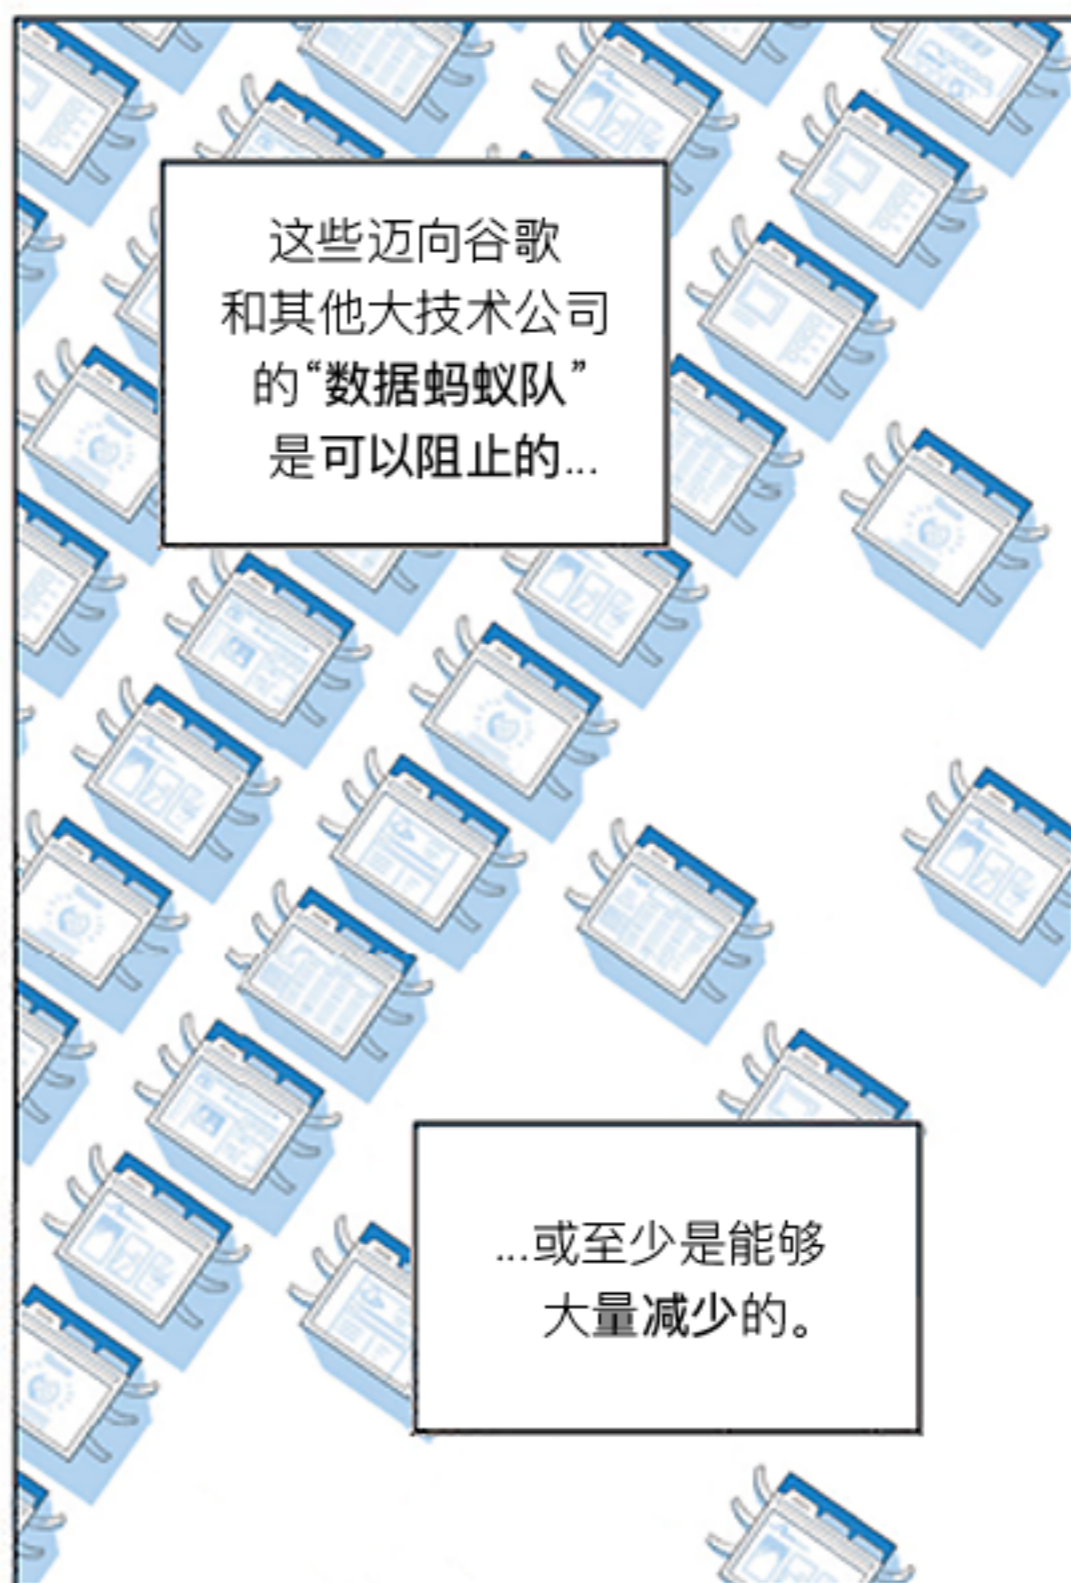 这些迈向谷歌
和其他大技术公司
的“数据蚂蚁队”
是可以阻止的...
...或至少是能够
大量减少的。